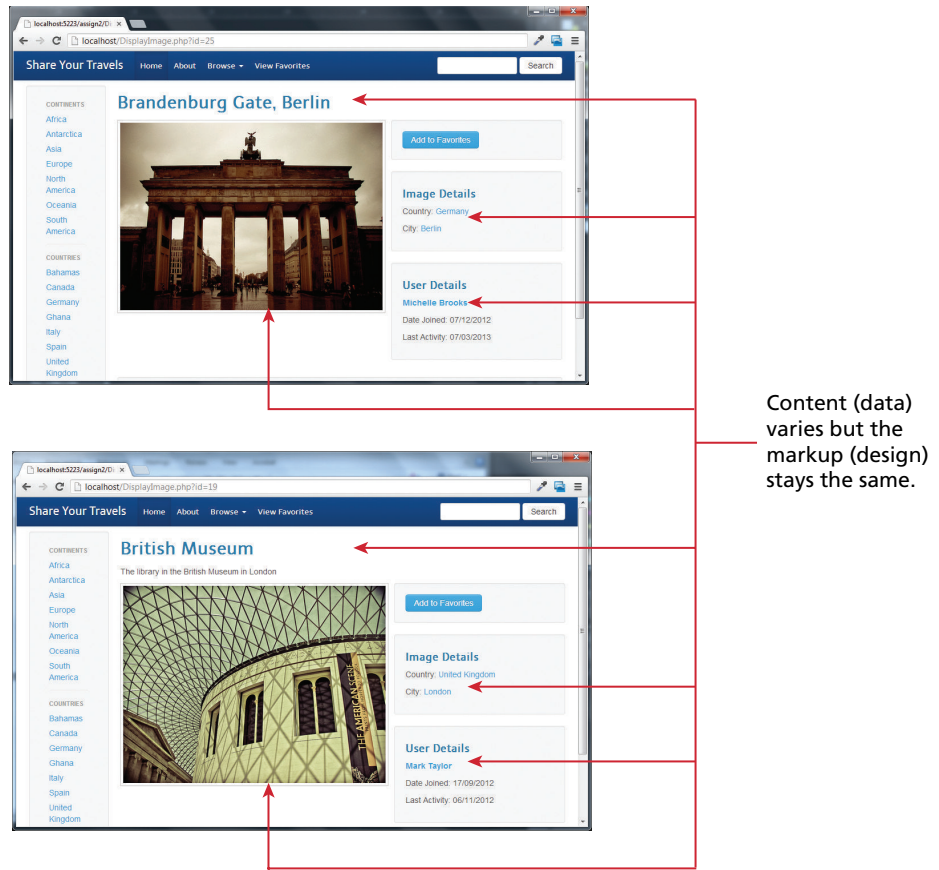 localhost:5223/assign2/Di ×
localhost/DisplayImage.php?id=25
Share Your Travels Home About Browse View Favorites Search
CONTINENTS
Africa
Antarctica
Asia
Europe
North
America
Oceania
South
America
COUNTRIES
Bahamas
Canada
Germany
Ghana
Italy
Spain
United
Kingdom
Brandenburg Gate, Berlin
Add to Favorites
Image Details
Country: Germany
City: Berlin
User Details
Michelle Brooks
Date Joined: 07/12/2012
Last Activity: 07/03/2013
Content (data)
varies but the
markup (design)
stays the same.
localhost:5223/assign2/Di ×
localhost/DisplayImage.php?id=19
Share Your Travels Home About Browse View Favorites Search
CONTINENTS
Africa
Antarctica
Asia
Europe
North
America
Oceania
South
America
COUNTRIES
Bahamas
Canada
Germany
Ghana
Italy
Spain
United
Kingdom
British Museum
The library in the British Museum in London
THE AMERICAN SCENE
Add to Favorites
Image Details
Country: United Kingdom
City: London
User Details
Mark Taylor
Date Joined: 17/09/2012
Last Activity: 06/11/2012